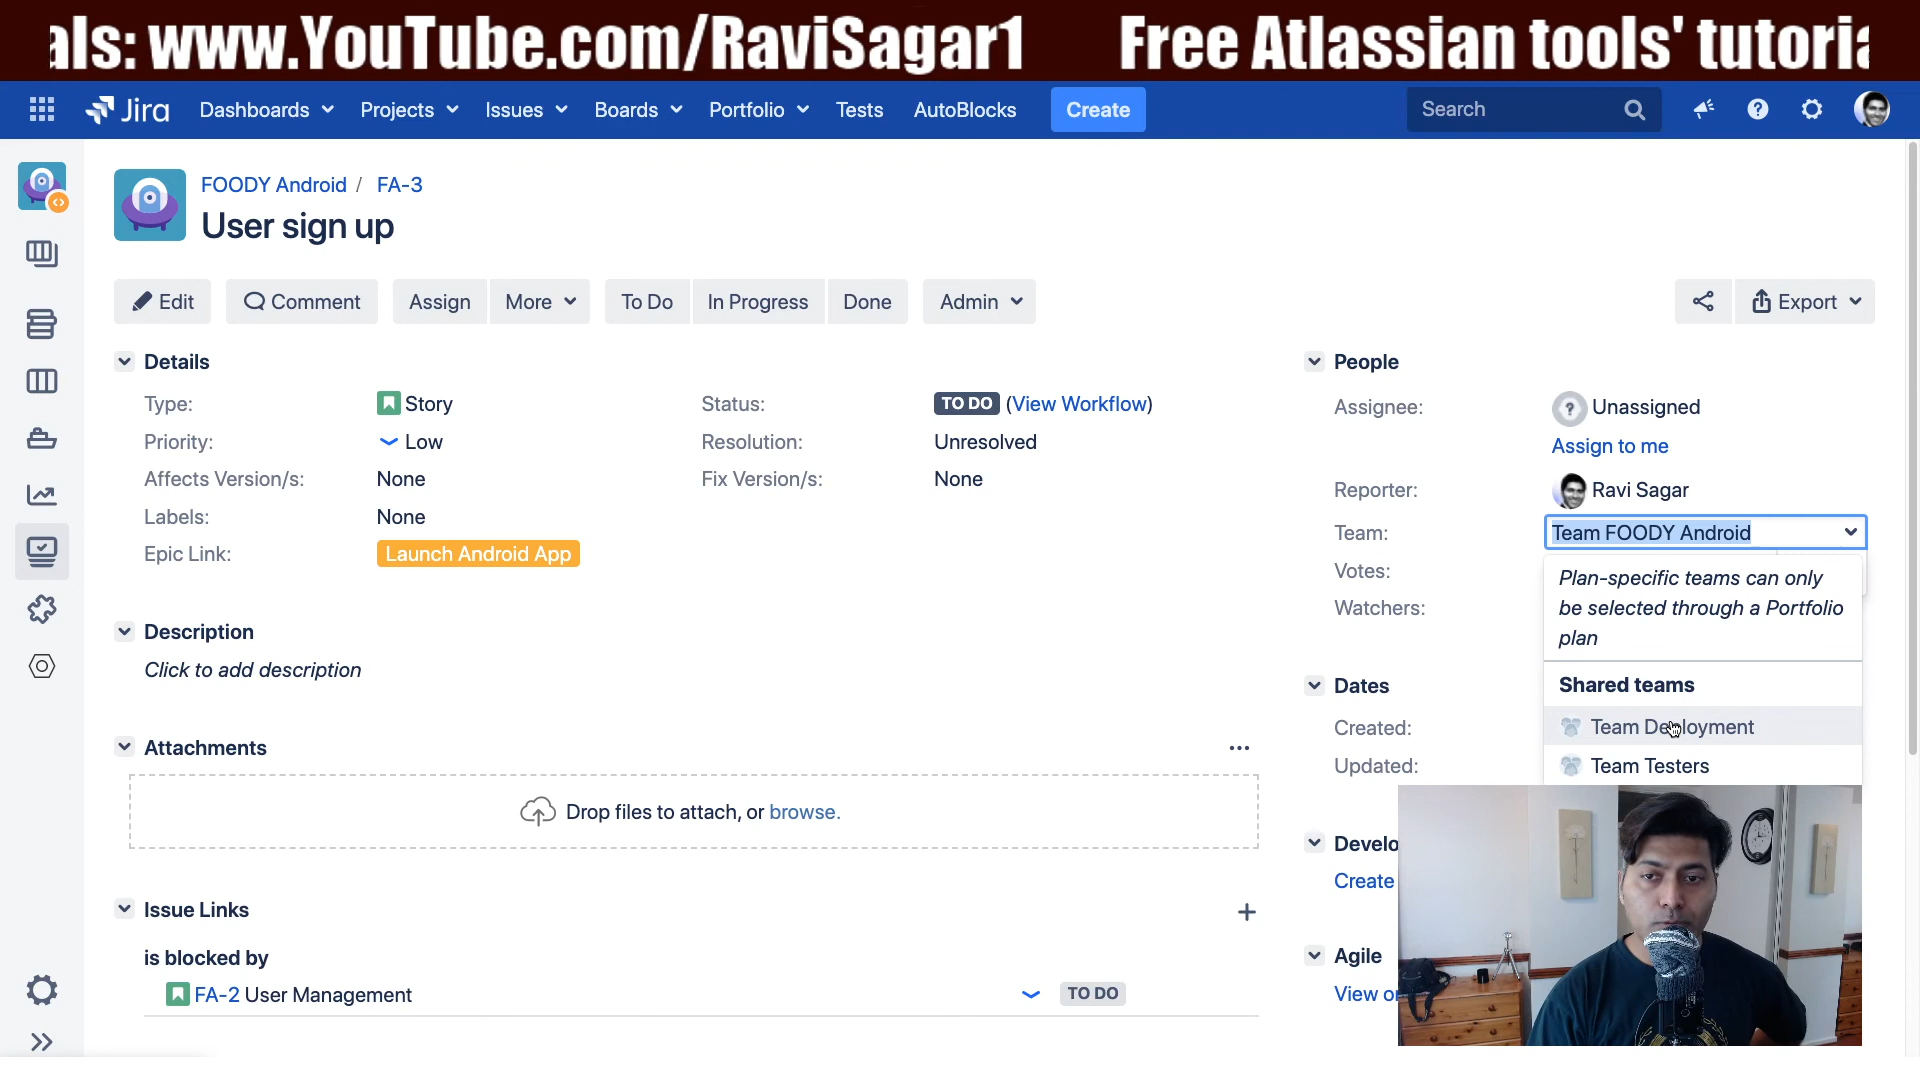 als: www.YouTube.com/RaviSagar1 Free Atlassian tools' tutoria
Jira Dashboards Projects Issues Boards Portfolio Tests AutoBlocks Create Search
FOODY Android / FA-3
User sign up
Edit Comment Assign More To Do In Progress Done Admin Export
Details
Type: Story Status: TO DO (View Workflow)
Priority: Low Resolution: Unresolved
Affects Version/s: None Fix Version/s: None
Labels: None
Epic Link: Launch Android App
Description
Click to add description
Attachments
Drop files to attach, or browse.
Issue Links
is blocked by
FA-2 User Management TO DO
People
Assignee: Unassigned
Assign to me
Reporter: Ravi Sagar
Team: Team FOODY Android
Votes:
Watchers:
Plan-specific teams can only
be selected through a Portfolio
plan
Shared teams
Team Deployment
Team Testers
Dates
Created:
Updated:
Develo
Create
Agile
View on